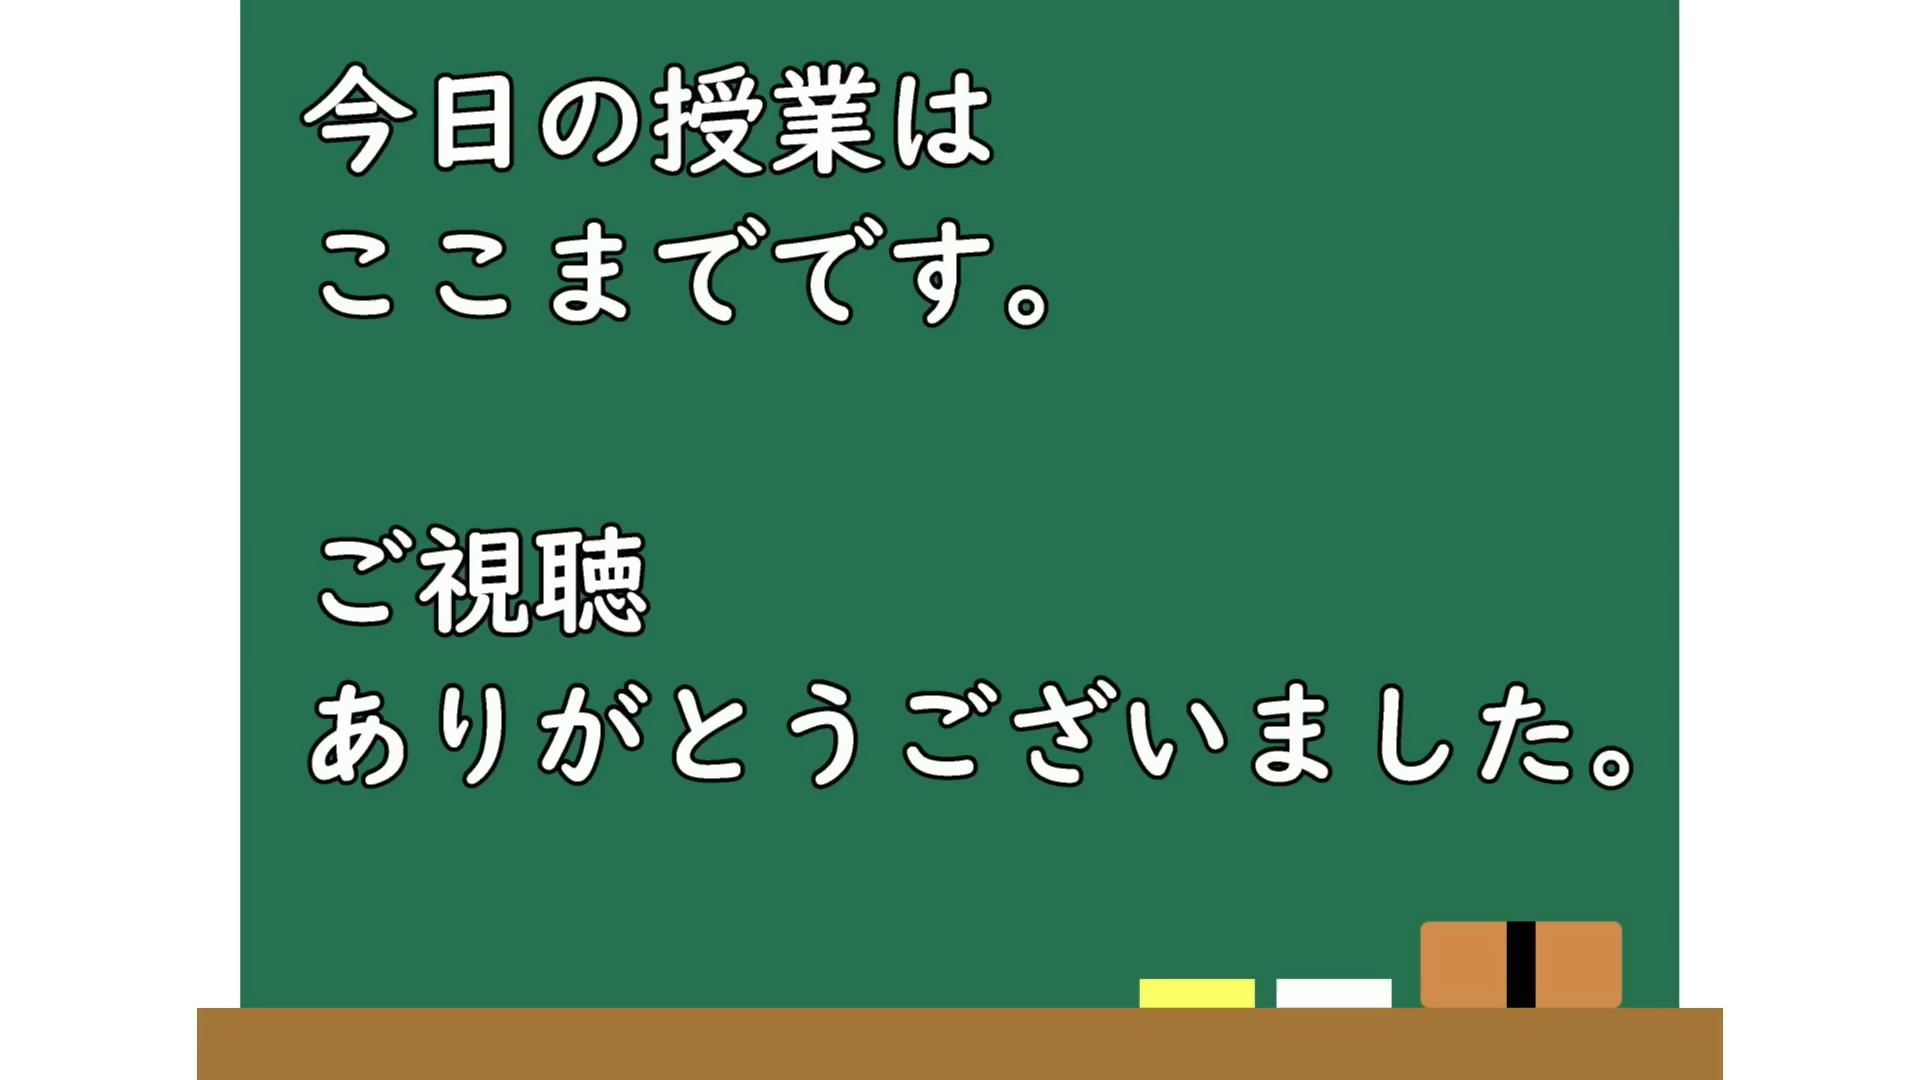 今日の授業は
ここまでです。
ご視聴
ありがとうございました。